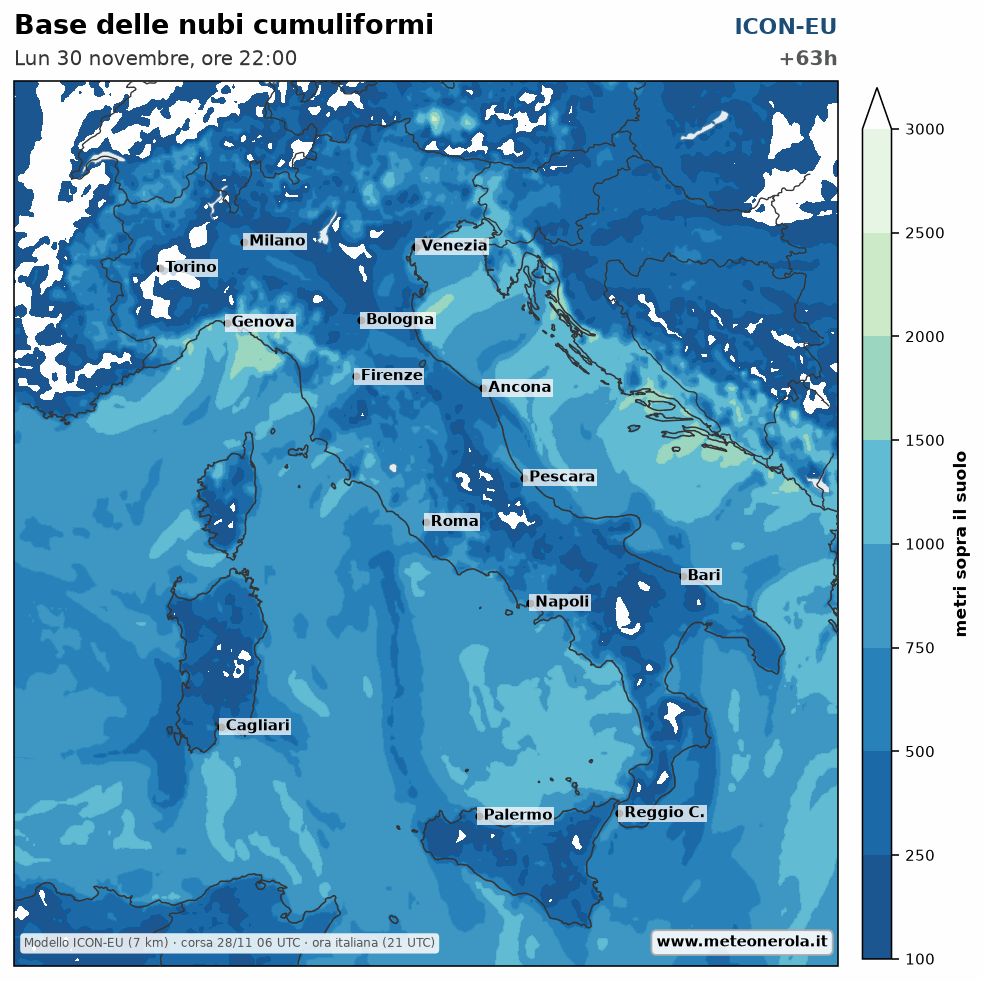 Base delle nubi cumuliformi
ICON-EU
Lun 30 novembre, ore 22:00
+63h
3000
2500
2000
1500
1000
750
500
250
100
metri sopra il suolo
Milano
Venezia
Torino
Genova
Bologna
Firenze
Ancona
Pescara
Roma
Bari
Napoli
Cagliari
Palermo
Reggio C.
Modello ICON-EU (7 km) · corsa 28/11 06 UTC · ora italiana (21 UTC)
www.meteonerola.it